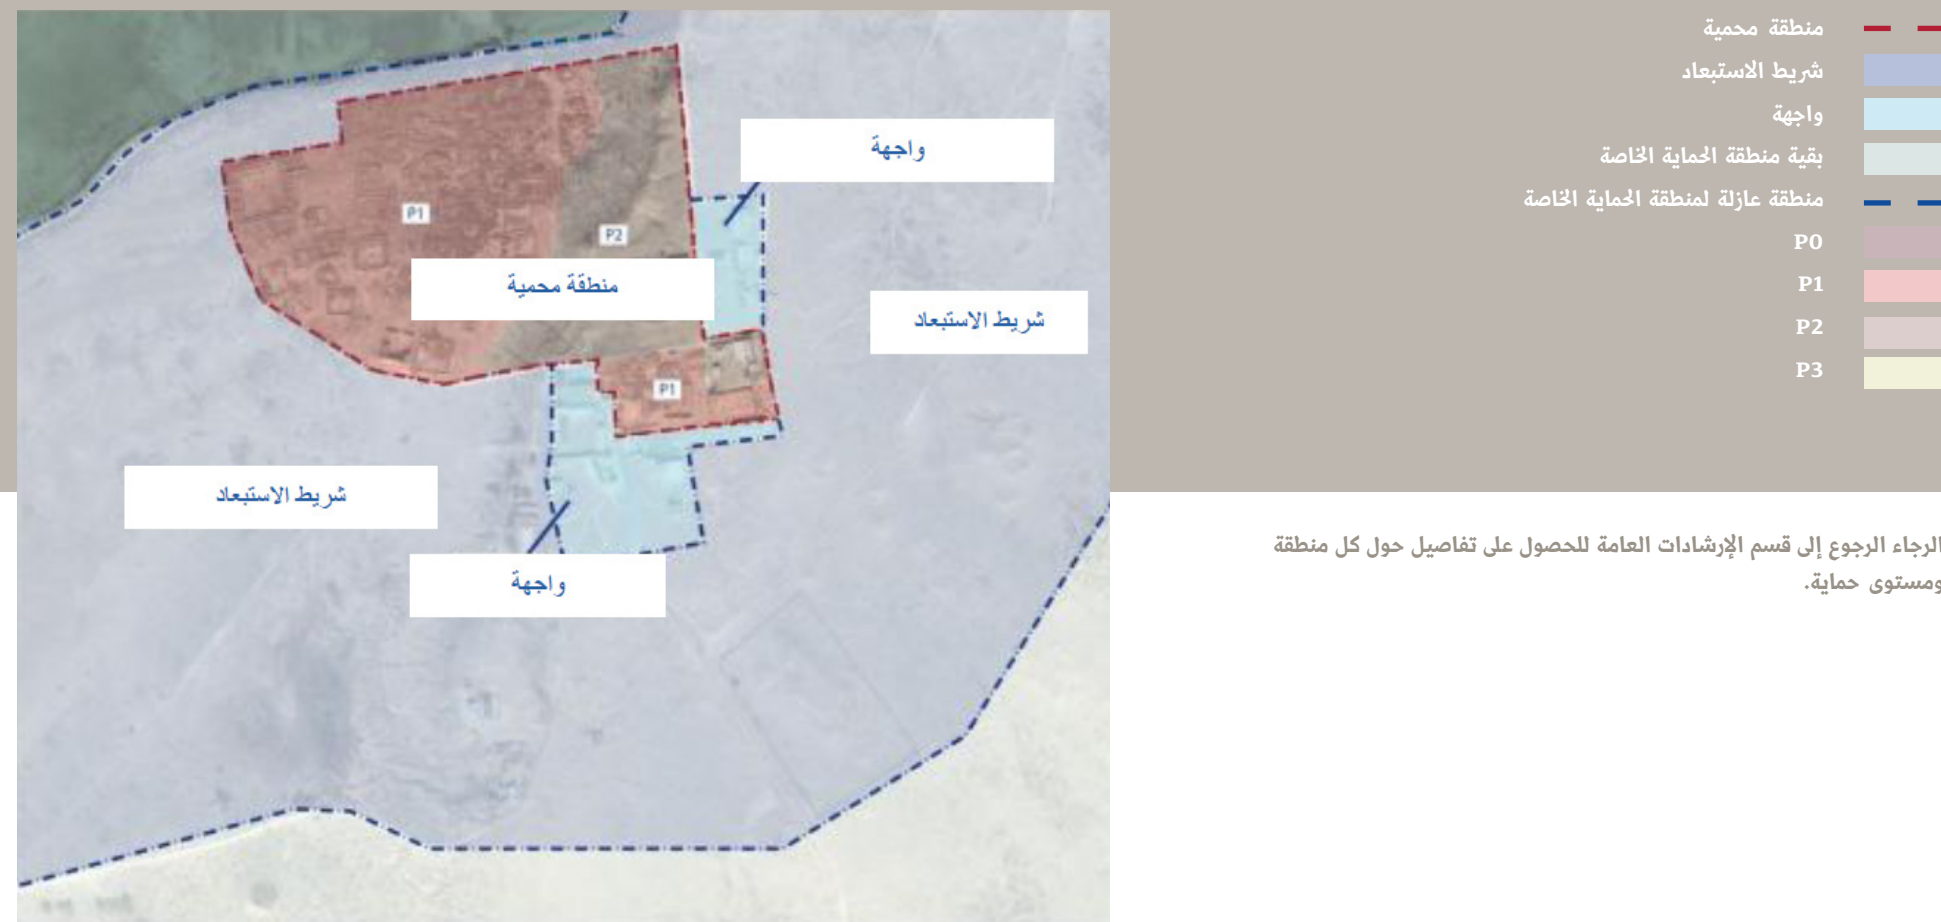 منطقة محمية
شريط الاستبعاد
واجهة
بقية منطقة الحماية الخاصة
منطقة عازلة لمنطقة الحماية الخاصة
P0
P1
P2
P3
واجهة
P1
P2
منطقة محمية
شريط الاستبعاد
P1
شريط الاستبعاد
واجهة
الرجاء الرجوع إلى قسم الإرشادات العامة للحصول على تفاصيل حول كل منطقة
ومستوى حماية.